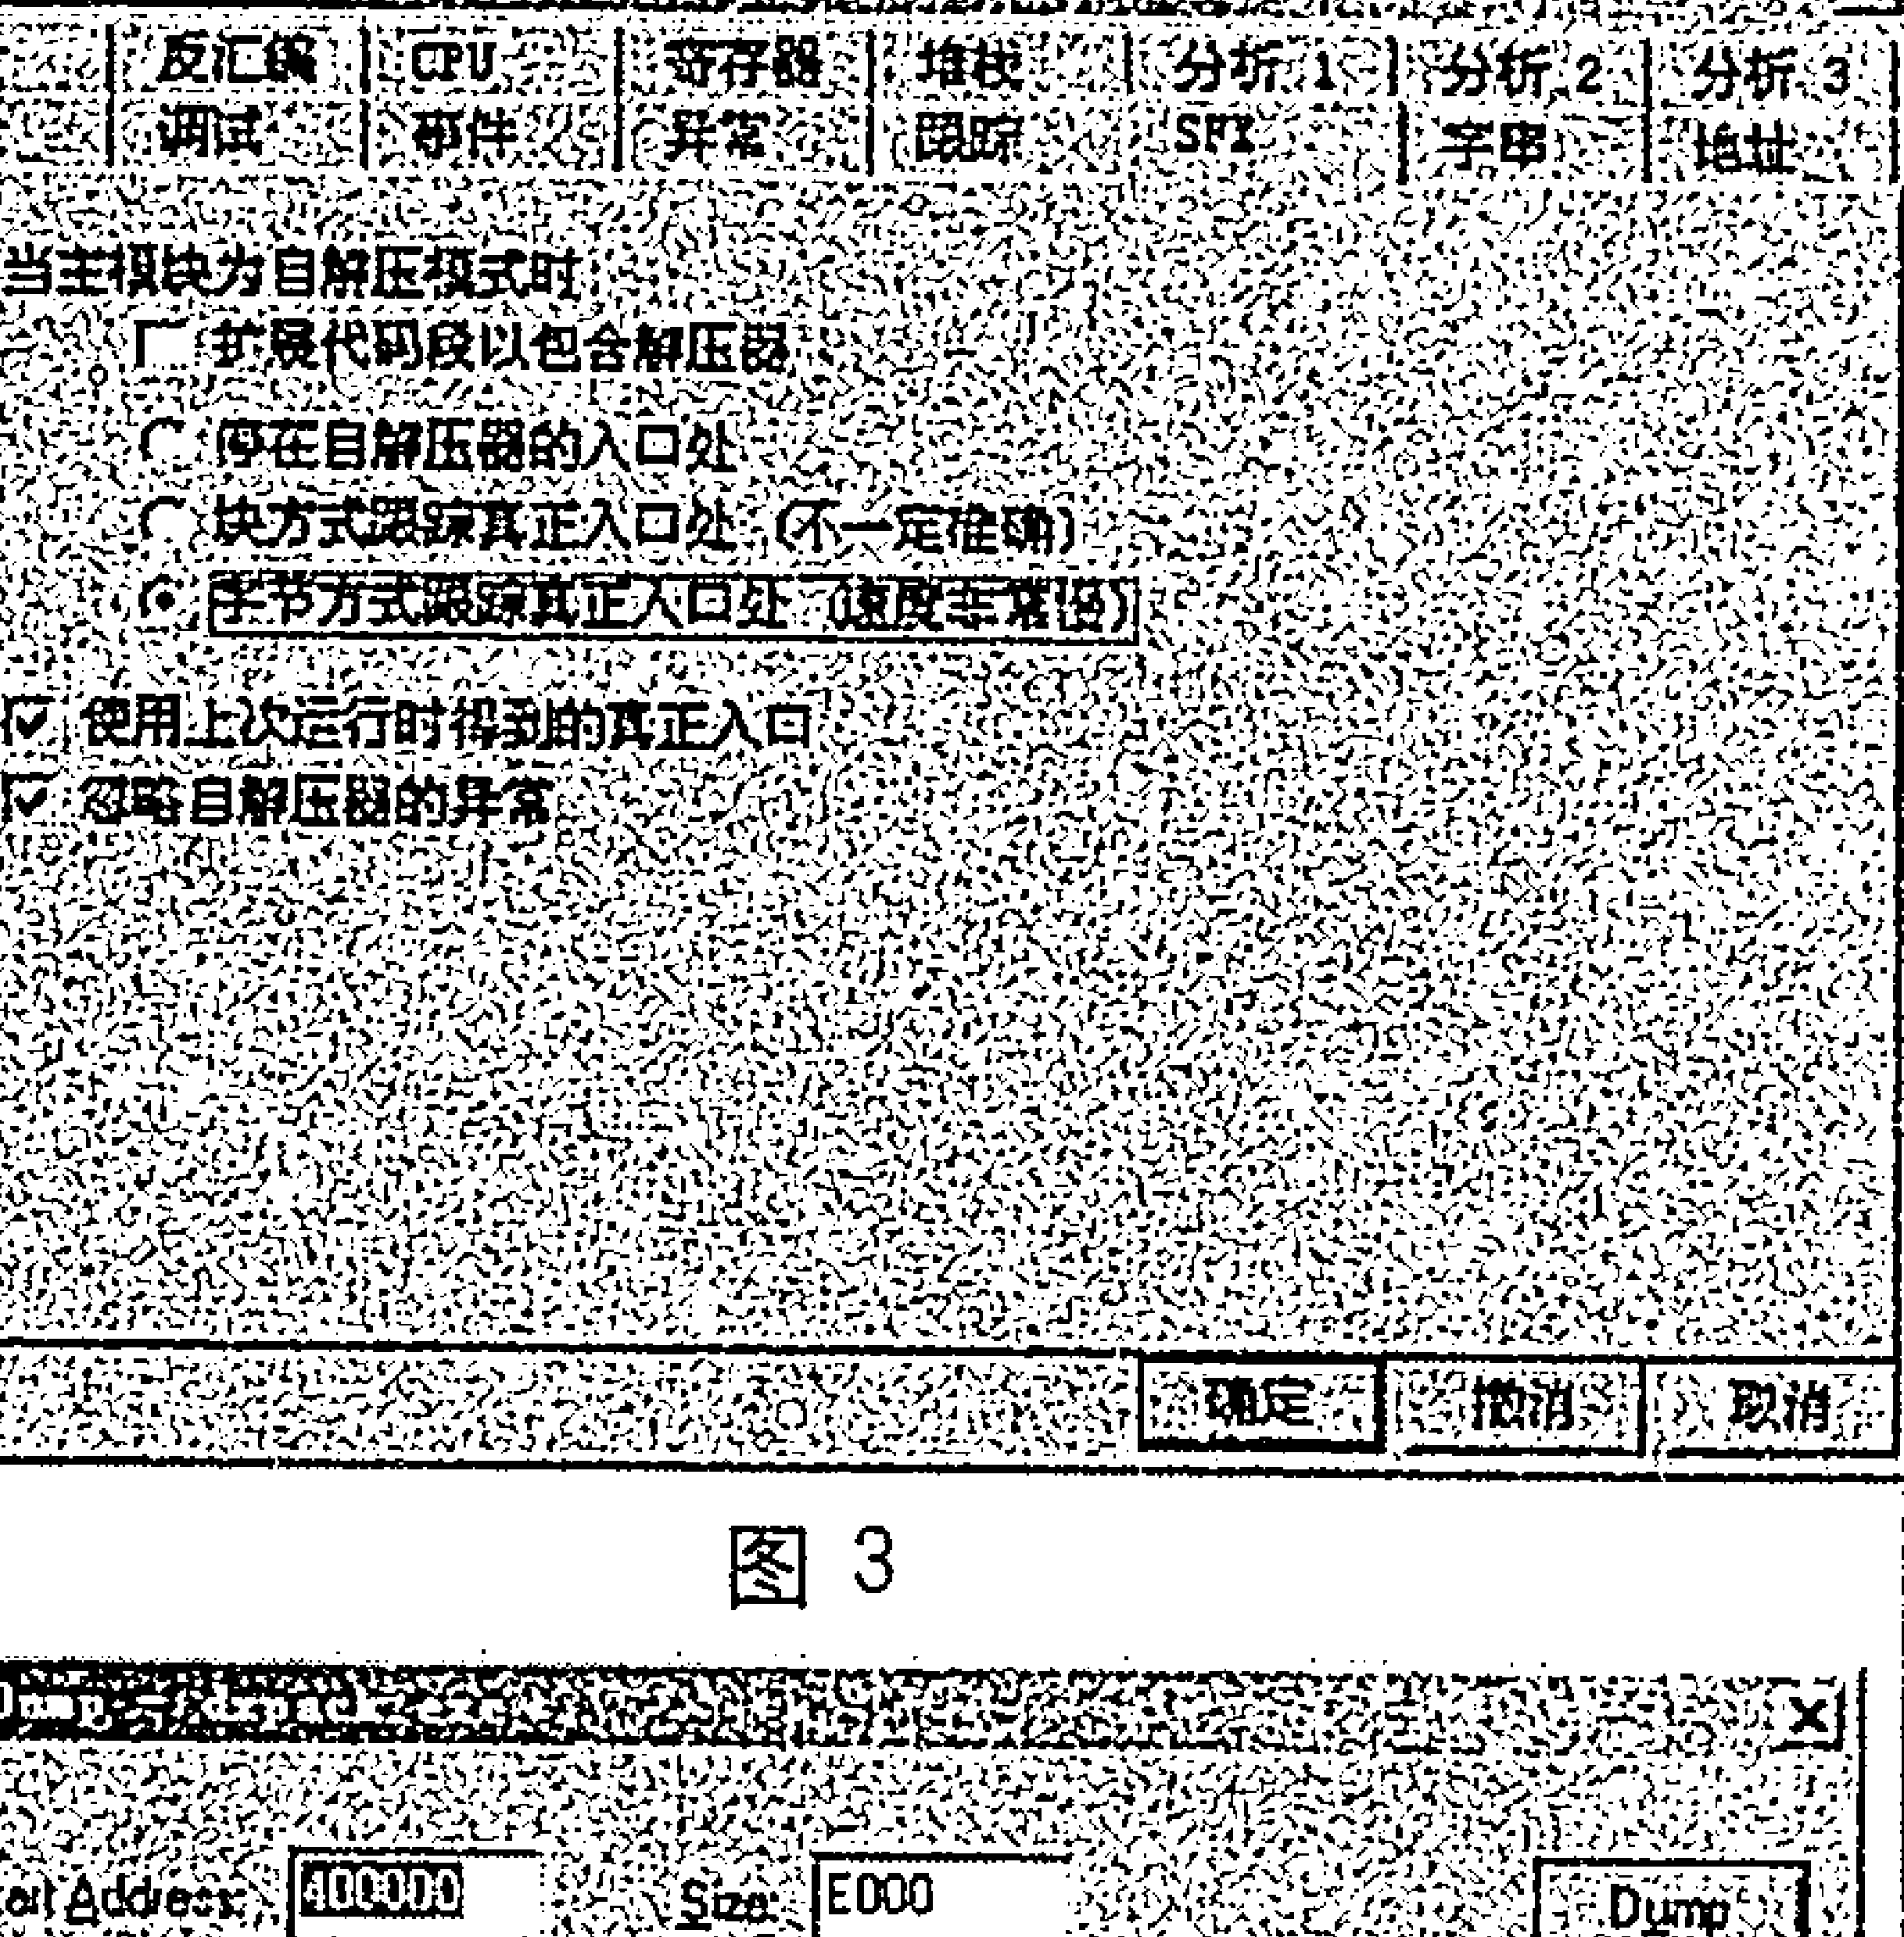 反汇编 CPU 寄存器 堆栈 分析 1 分析 2 分析 3
调试 事件 异常 跟踪 SFX 字串 地址
当主模块为自解压模式时
扩展代码段以包含解压器
停在自解压器的入口处
块方式跟踪真正入口处 (不一定准确)
字节方式跟踪真正入口处 (速度非常慢)
使用上次运行时得到的真正入口
忽略自解压器的异常
确定 撤消 取消
图 3
art Address: 400000 Size: E000 Dump